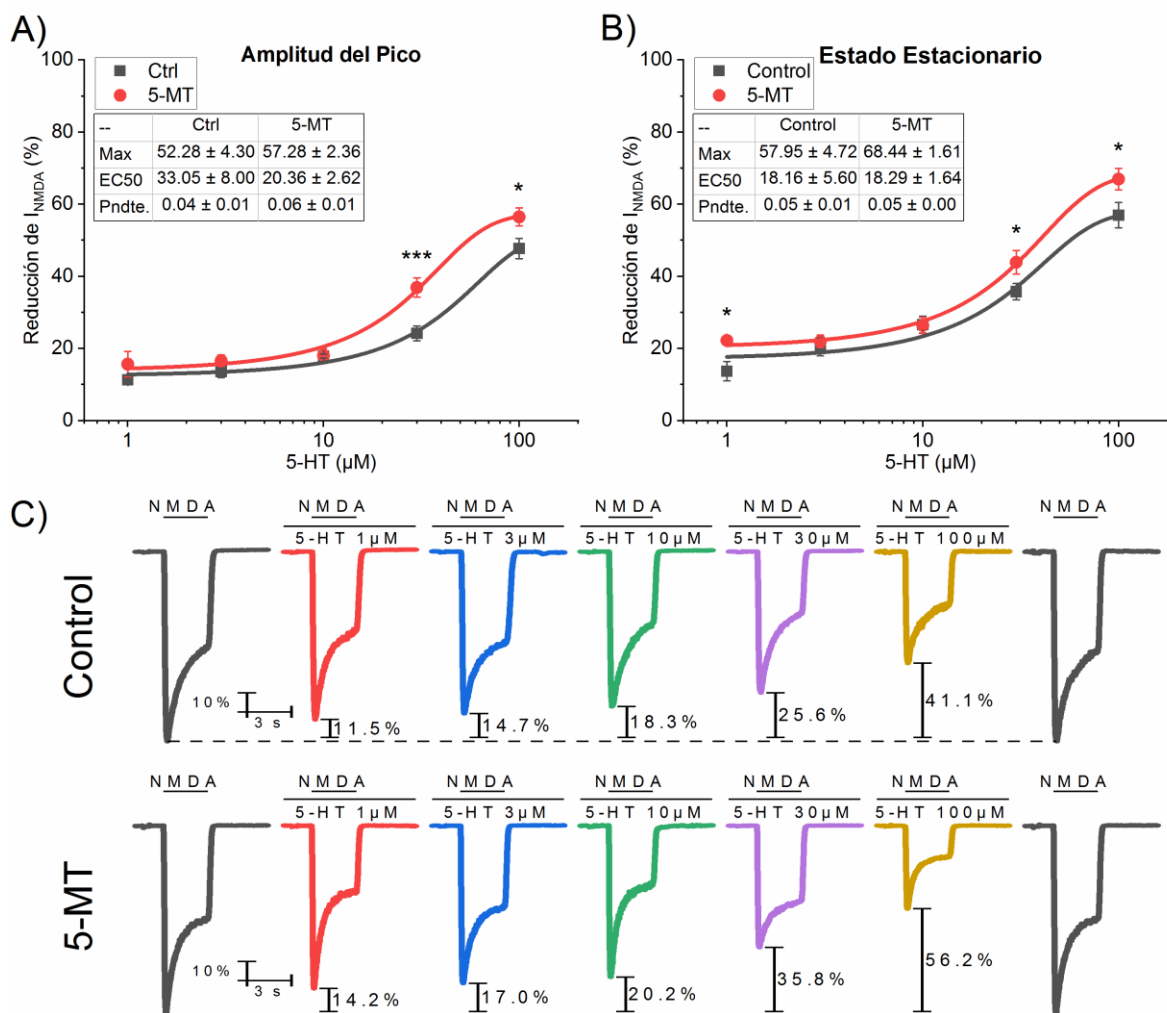 A)
Amplitud del Pico
Reducción de I_NMDA (%)
100
80
60
40
20
0
Ctrl
5-MT
-- Ctrl 5-MT
Max 52.28 ± 4.30 57.28 ± 2.36
EC50 33.05 ± 8.00 20.36 ± 2.62
Pndte. 0.04 ± 0.01 0.06 ± 0.01
***
*
1 10 100
5-HT (µM)
B)
Estado Estacionario
Reducción de I_NMDA (%)
100
80
60
40
20
0
Control
5-MT
-- Control 5-MT
Max 57.95 ± 4.72 68.44 ± 1.61
EC50 18.16 ± 5.60 18.29 ± 1.64
Pndte. 0.05 ± 0.01 0.05 ± 0.00
*
*
*
1 10 100
5-HT (µM)
C)
Control
NMDA NMDA NMDA NMDA NMDA NMDA NMDA
5-HT 1µM 5-HT 3µM 5-HT 10µM 5-HT 30µM 5-HT 100µM
10%
3 s
11.5% 14.7% 18.3% 25.6% 41.1%
5-MT
NMDA NMDA NMDA NMDA NMDA NMDA NMDA
5-HT 1µM 5-HT 3µM 5-HT 10µM 5-HT 30µM 5-HT 100µM
10%
3 s
14.2% 17.0% 20.2% 35.8% 56.2%